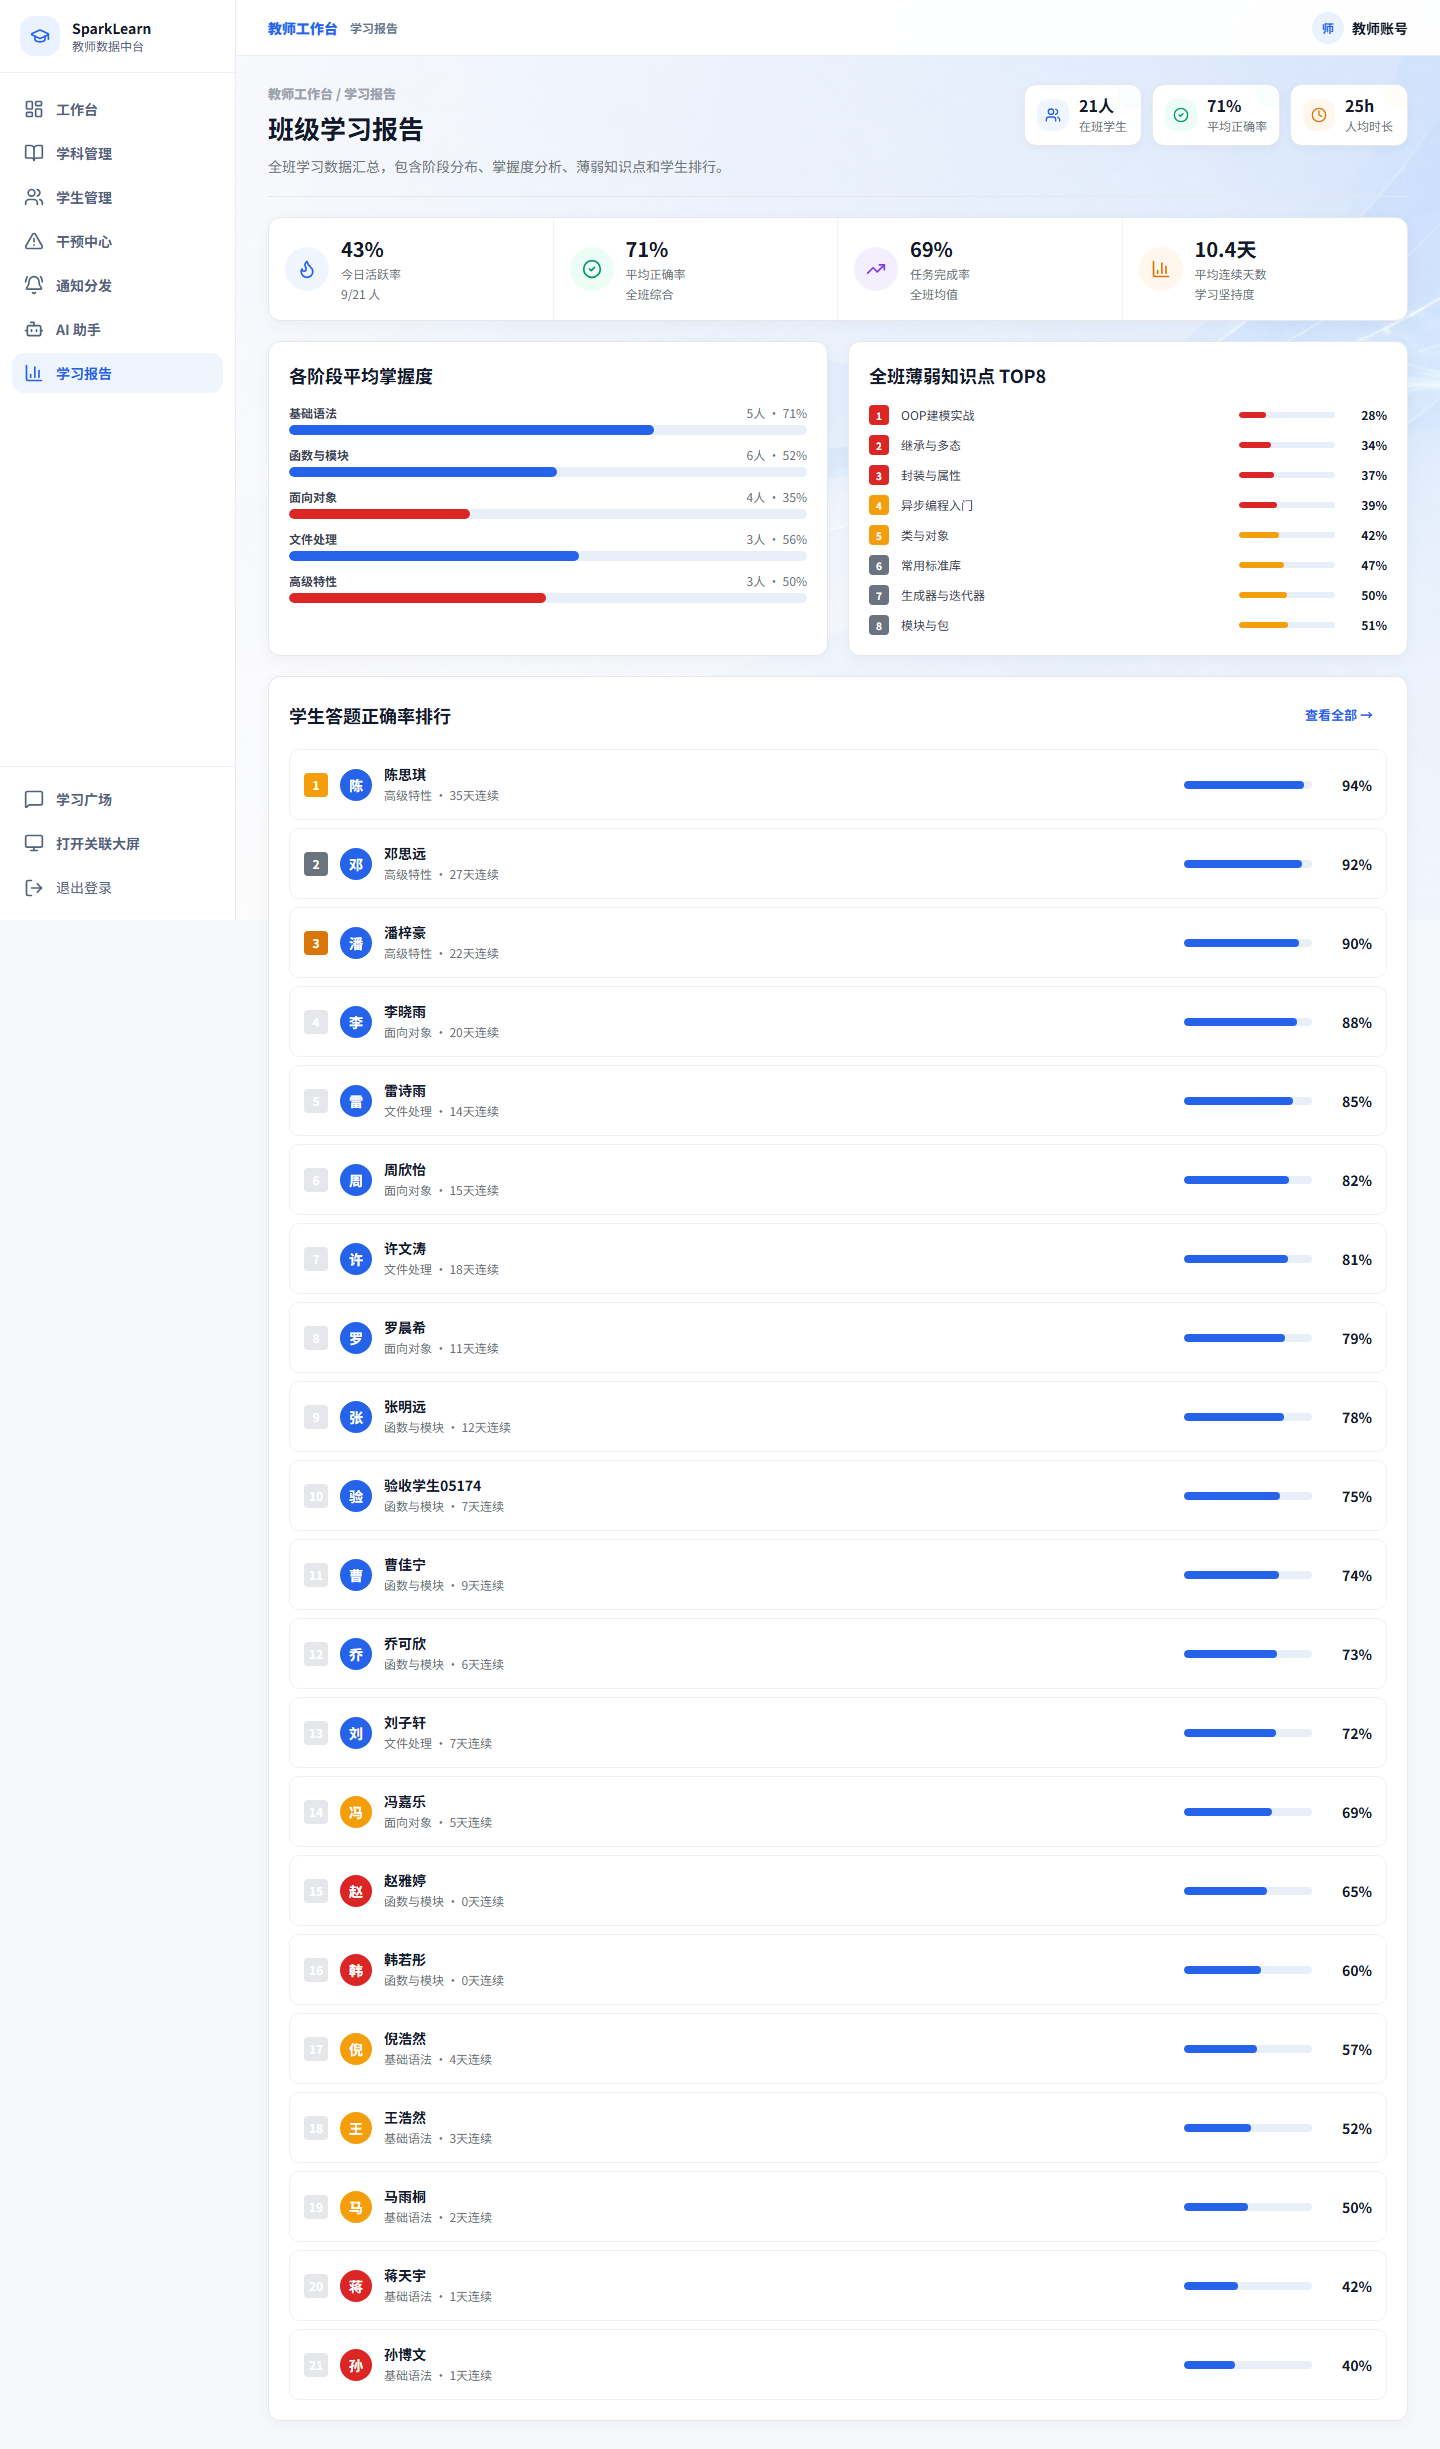 SparkLearn
教师数据中台
工作台
学科管理
学生管理
干预中心
通知分发
AI 助手
学习报告
学习广场
打开关联大屏
退出登录
教师工作台 学习报告
师 教师账号
教师工作台 / 学习报告
班级学习报告
全班学习数据汇总，包含阶段分布、掌握度分析、薄弱知识点和学生排行。
21人
在班学生
71%
平均正确率
25h
人均时长
43%
今日活跃率
9/21 人
71%
平均正确率
全班综合
69%
任务完成率
全班均值
10.4天
平均连续天数
学习坚持度
各阶段平均掌握度
基础语法 5人 · 71%
函数与模块 6人 · 52%
面向对象 4人 · 35%
文件处理 3人 · 56%
高级特性 3人 · 50%
全班薄弱知识点 TOP8
1 OOP建模实战 28%
2 继承与多态 34%
3 封装与属性 37%
4 异步编程入门 39%
5 类与对象 42%
6 常用标准库 47%
7 生成器与迭代器 50%
8 模块与包 51%
学生答题正确率排行
查看全部 →
1 陈 陈思琪 94%
高级特性 · 35天连续
2 邓 邓思远 92%
高级特性 · 27天连续
3 潘 潘梓豪 90%
高级特性 · 22天连续
4 李 李晓雨 88%
面向对象 · 20天连续
5 雷 雷诗雨 85%
文件处理 · 14天连续
6 周 周欣怡 82%
面向对象 · 15天连续
7 许 许文涛 81%
文件处理 · 18天连续
8 罗 罗晨希 79%
面向对象 · 11天连续
9 张 张明远 78%
函数与模块 · 12天连续
10 验 验收学生05174 75%
函数与模块 · 7天连续
11 曹 曹佳宁 74%
函数与模块 · 9天连续
12 乔 乔可欣 73%
函数与模块 · 6天连续
13 刘 刘子轩 72%
文件处理 · 7天连续
14 冯 冯嘉乐 69%
面向对象 · 5天连续
15 赵 赵雅婷 65%
函数与模块 · 0天连续
16 韩 韩若彤 60%
函数与模块 · 0天连续
17 倪 倪浩然 57%
基础语法 · 4天连续
18 王 王浩然 52%
基础语法 · 3天连续
19 马 马雨桐 50%
基础语法 · 2天连续
20 蒋 蒋天宇 42%
基础语法 · 1天连续
21 孙 孙博文 40%
基础语法 · 1天连续